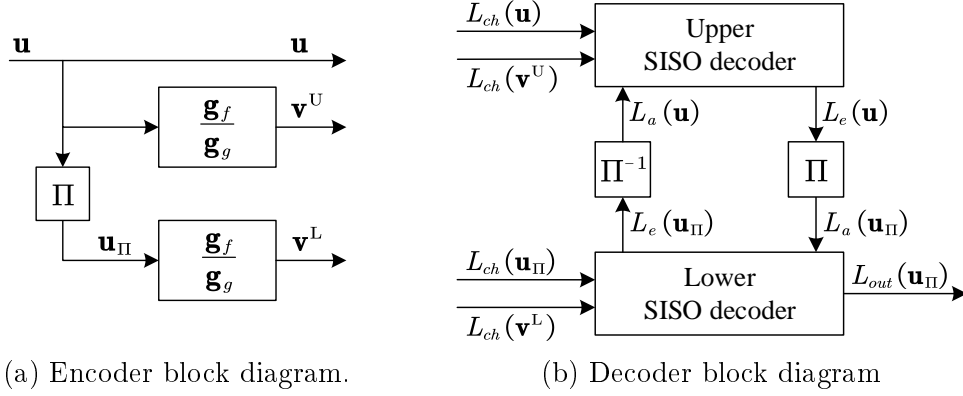 u
u
g_f
g_g
v^U
Π
u_Π
g_f
g_g
v^L
(a) Encoder block diagram.
L_ch(u)
L_ch(v^U)
Upper
SISO decoder
L_a(u)
L_e(u)
Π^-1
Π
L_e(u_Π)
L_a(u_Π)
L_ch(u_Π)
L_ch(v^L)
Lower
SISO decoder
L_out(u_Π)
(b) Decoder block diagram